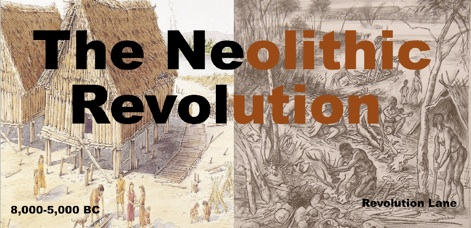 The Neolithic
Revolution
8,000-5,000 BC
Revolution Lane